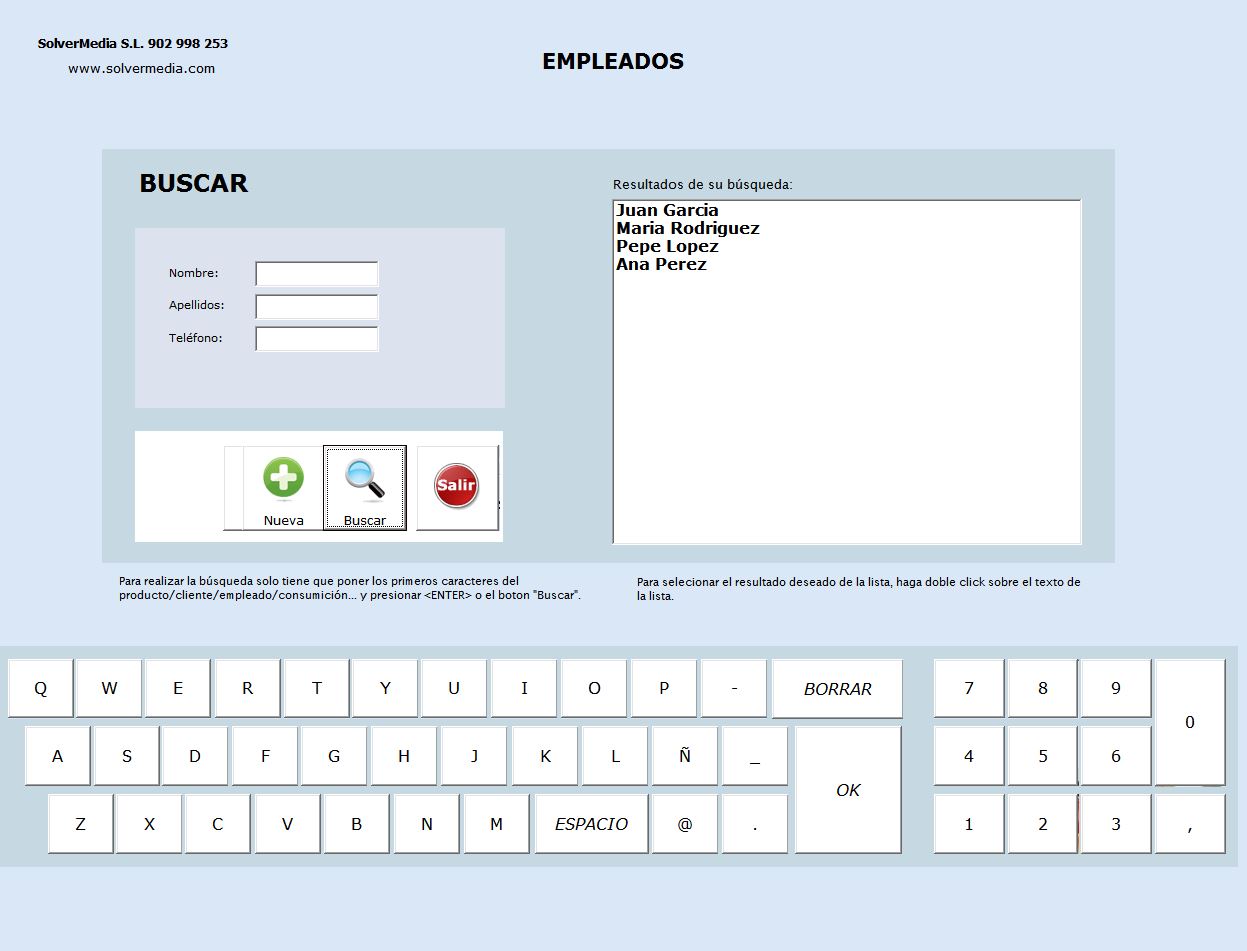 SolverMedia S.L. 902 998 253
www.solvermedia.com
EMPLEADOS
BUSCAR
Nombre:
Apellidos:
Teléfono:
Nueva
Buscar
Salir
Resultados de su búsqueda:
Juan Garcia
Maria Rodriguez
Pepe Lopez
Ana Perez
Para realizar la búsqueda solo tiene que poner los primeros caracteres del
producto/cliente/empleado/consumición... y presionar <ENTER> o el boton "Buscar".
Para selecionar el resultado deseado de la lista, haga doble click sobre el texto de
la lista.
Q W E R T Y U I O P - BORRAR 7 8 9 0
A S D F G H J K L Ñ _ OK 4 5 6
Z X C V B N M ESPACIO @ . 1 2 3 ,